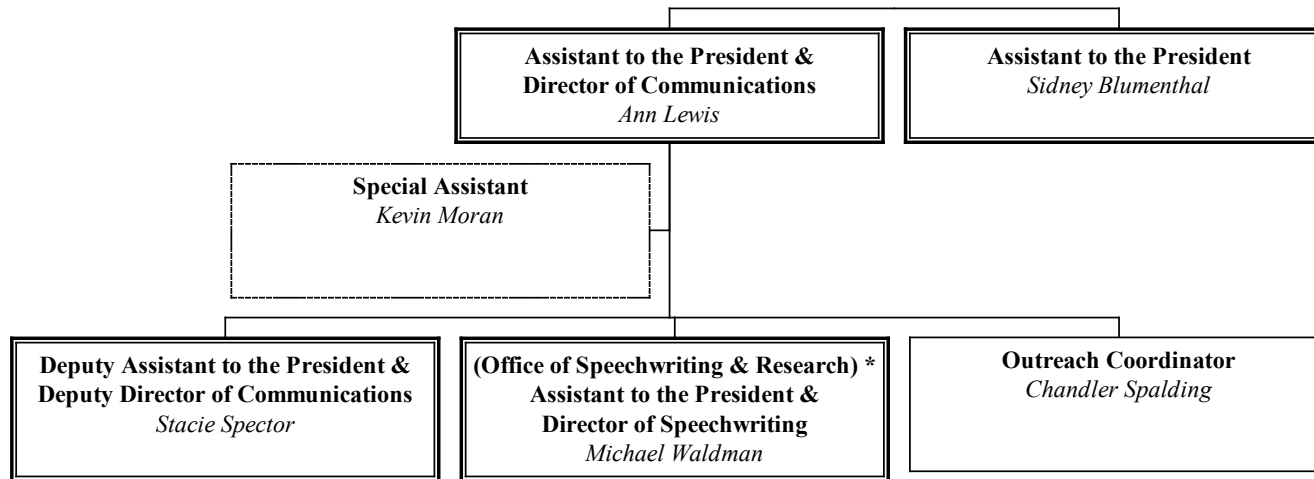 Assistant to the President &
Director of Communications
Ann Lewis
Assistant to the President
Sidney Blumenthal
Special Assistant
Kevin Moran
Deputy Assistant to the President &
Deputy Director of Communications
Stacie Spector
(Office of Speechwriting & Research) *
Assistant to the President &
Director of Speechwriting
Michael Waldman
Outreach Coordinator
Chandler Spalding